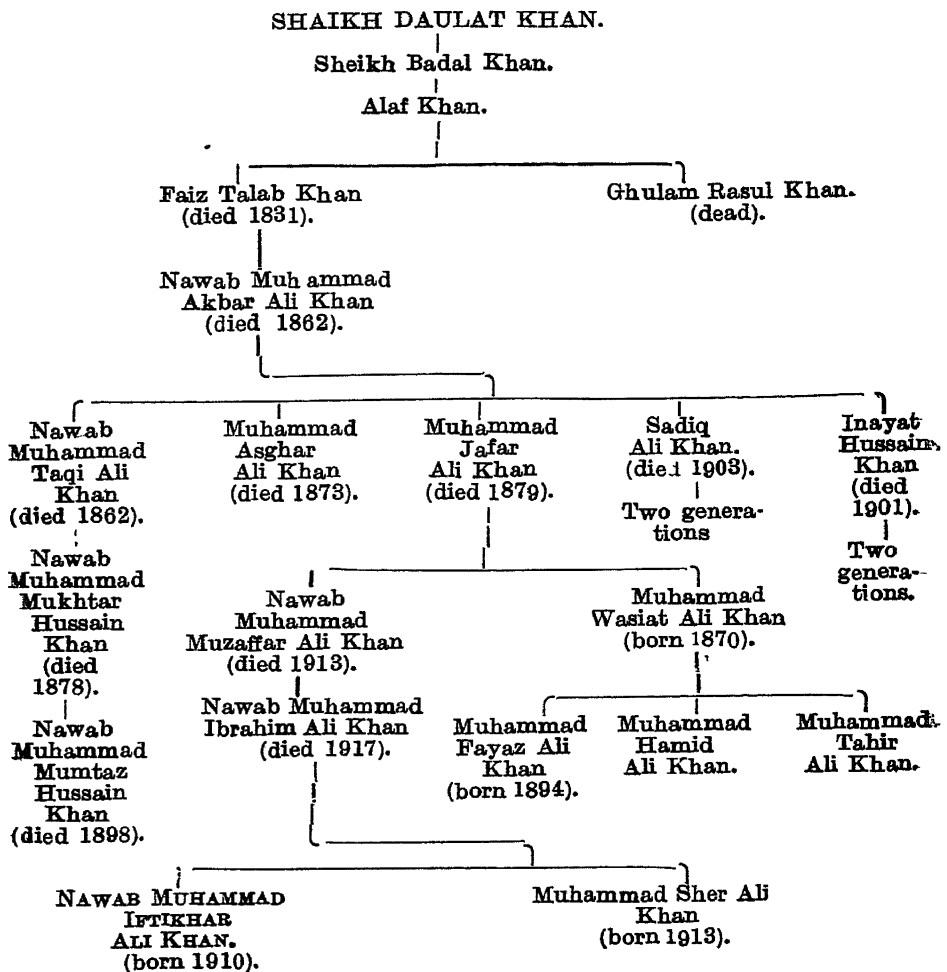 SHAIKH DAULAT KHAN.
Sheikh Badal Khan.
Alaf Khan.
Faiz Talab Khan
(died 1831).
Ghulam Rasul Khan.
(dead).
Nawab Muhammad
Akbar Ali Khan
(died 1862).
Nawab
Muhammad
Taqi Ali
Khan
(died 1862).
Muhammad
Asghar
Ali Khan
(died 1873).
Muhammad
Jafar
Ali Khan
(died 1879).
Sadiq
Ali Khan.
(died 1903).
Two genera-
tions
Inayat
Hussain
Khan
(died
1901).
Two
genera-
tions.
Nawab
Muhammad
Mukhtar
Hussain
Khan
(died
1878).
Nawab
Muhammad
Muzaffar Ali Khan
(died 1913).
Muhammad
Wasiat Ali Khan
(born 1870).
Nawab
Muhammad
Mumtaz
Hussain
Khan
(died 1898).
Nawab Muhammad
Ibrahim Ali Khan
(died 1917).
Muhammad
Fayaz Ali
Khan
(born 1894).
Muhammad
Hamid
Ali Khan.
Muhammad
Tahir
Ali Khan.
NAWAB MUHAMMAD
IFTIKHAR
ALI KHAN.
(born 1910).
Muhammad Sher Ali
Khan
(born 1913).